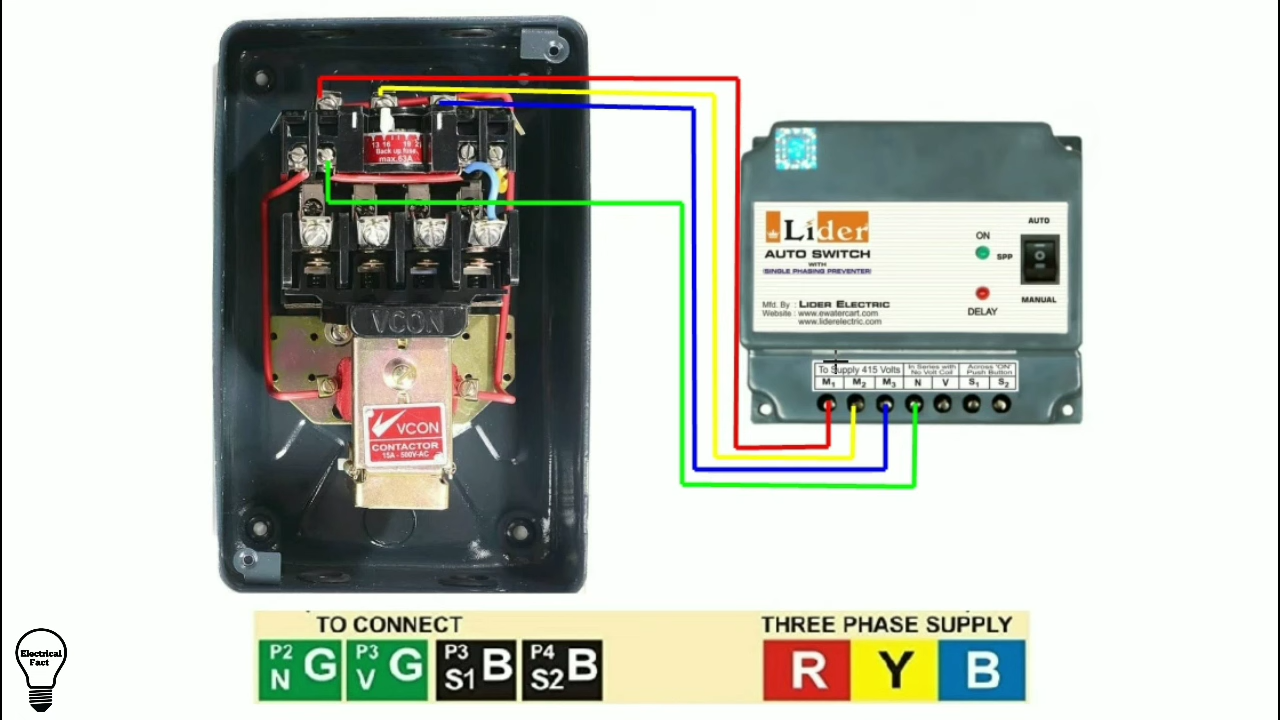 13 16 19 2
Back up fuse
max.63A
VCON
VCON
CONTACTOR
15A - 500V-AC
Lider
AUTO SWITCH
WITH
SINGLE PHASING PREVENTER
Mfd. By : LIDER ELECTRIC
Website : www.ewatercart.com
www.liderelectric.com
ON
SPP
DELAY
AUTO
MANUAL
To Supply 415 Volts
In Series with
No Volt Coil
Across 'ON'
Push Button
M1 M2 M3 N V S1 S2
TO CONNECT
P2 N G
P3 V G
P3 S1 B
P4 S2 B
THREE PHASE SUPPLY
R Y B
Electrical
Fact